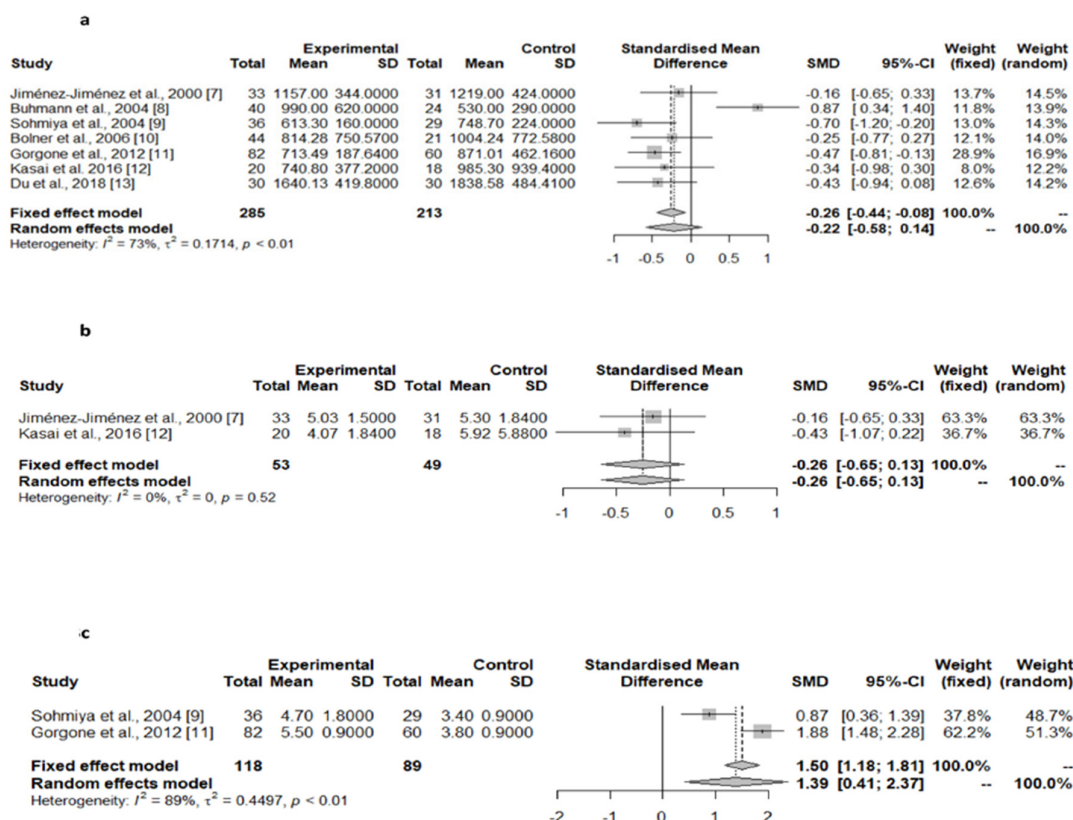 a
Experimental Control Standardised Mean Weight Weight
Study Total Mean SD Total Mean SD Difference SMD 95%-CI (fixed) (random)
Jiménez-Jiménez et al., 2000 [7] 33 1157.00 344.0000 31 1219.00 424.0000 -0.16 [-0.65; 0.33] 13.7% 14.5%
Buhmann et al., 2004 [8] 40 990.00 620.0000 24 530.00 290.0000 0.87 [0.34; 1.40] 11.8% 13.9%
Sohmiya et al., 2004 [9] 36 613.30 160.0000 29 748.70 224.0000 -0.70 [-1.20; -0.20] 13.0% 14.3%
Bolner et al., 2006 [10] 44 814.28 750.5700 21 1004.24 772.5800 -0.25 [-0.77; 0.27] 12.1% 14.0%
Gorgone et al., 2012 [11] 82 713.49 187.6400 60 871.01 462.1600 -0.47 [-0.81; -0.13] 28.9% 16.9%
Kasai et al. 2016 [12] 20 740.80 377.2000 18 985.30 939.4000 -0.34 [-0.98; 0.30] 8.0% 12.2%
Du et al., 2018 [13] 30 1640.13 419.8000 30 1838.58 484.4100 -0.43 [-0.94; 0.08] 12.6% 14.2%
Fixed effect model 285 213 -0.26 [-0.44; -0.08] 100.0% --
Random effects model -0.22 [-0.58; 0.14] -- 100.0%
Heterogeneity: I² = 73%, τ² = 0.1714, p < 0.01
-1 -0.5 0 0.5 1
b
Experimental Control Standardised Mean Weight Weight
Study Total Mean SD Total Mean SD Difference SMD 95%-CI (fixed) (random)
Jiménez-Jiménez et al., 2000 [7] 33 5.03 1.5000 31 5.30 1.8400 -0.16 [-0.65; 0.33] 63.3% 63.3%
Kasai et al., 2016 [12] 20 4.07 1.8400 18 5.92 5.8800 -0.43 [-1.07; 0.22] 36.7% 36.7%
Fixed effect model 53 49 -0.26 [-0.65; 0.13] 100.0% --
Random effects model -0.26 [-0.65; 0.13] -- 100.0%
Heterogeneity: I² = 0%, τ² = 0, p = 0.52
-1 -0.5 0 0.5 1
c
Experimental Control Standardised Mean Weight Weight
Study Total Mean SD Total Mean SD Difference SMD 95%-CI (fixed) (random)
Sohmiya et al., 2004 [9] 36 4.70 1.8000 29 3.40 0.9000 0.87 [0.36; 1.39] 37.8% 48.7%
Gorgone et al., 2012 [11] 82 5.50 0.9000 60 3.80 0.9000 1.88 [1.48; 2.28] 62.2% 51.3%
Fixed effect model 118 89 1.50 [1.18; 1.81] 100.0% --
Random effects model 1.39 [0.41; 2.37] -- 100.0%
Heterogeneity: I² = 89%, τ² = 0.4497, p < 0.01
-2 -1 0 1 2